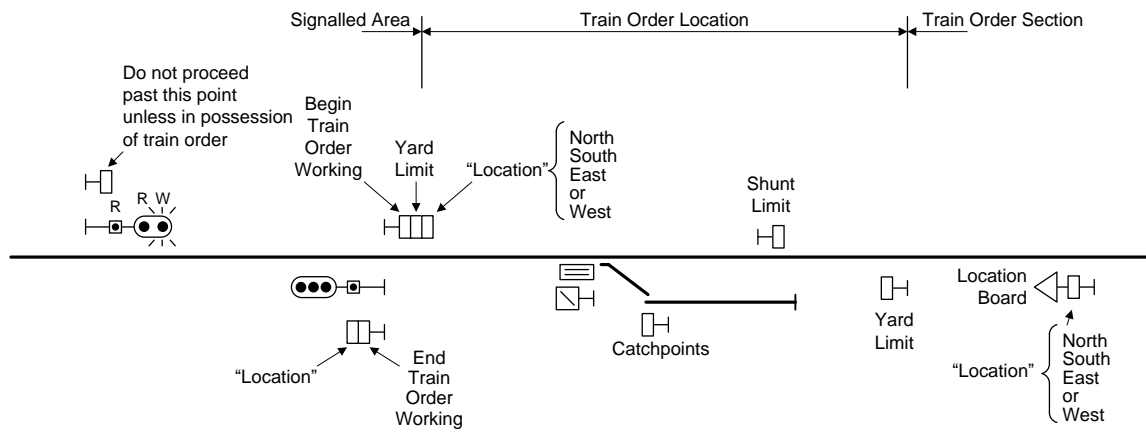 Signalled Area
Train Order Location
Train Order Section
Do not proceed
past this point
unless in possession
of train order
Begin
Train
Order
Working
Yard
Limit
“Location”
North
South
East
or
West
Shunt
Limit
R
R W
Location
Board
Catchpoints
Yard
Limit
“Location”
End
Train
Order
Working
“Location”
North
South
East
or
West